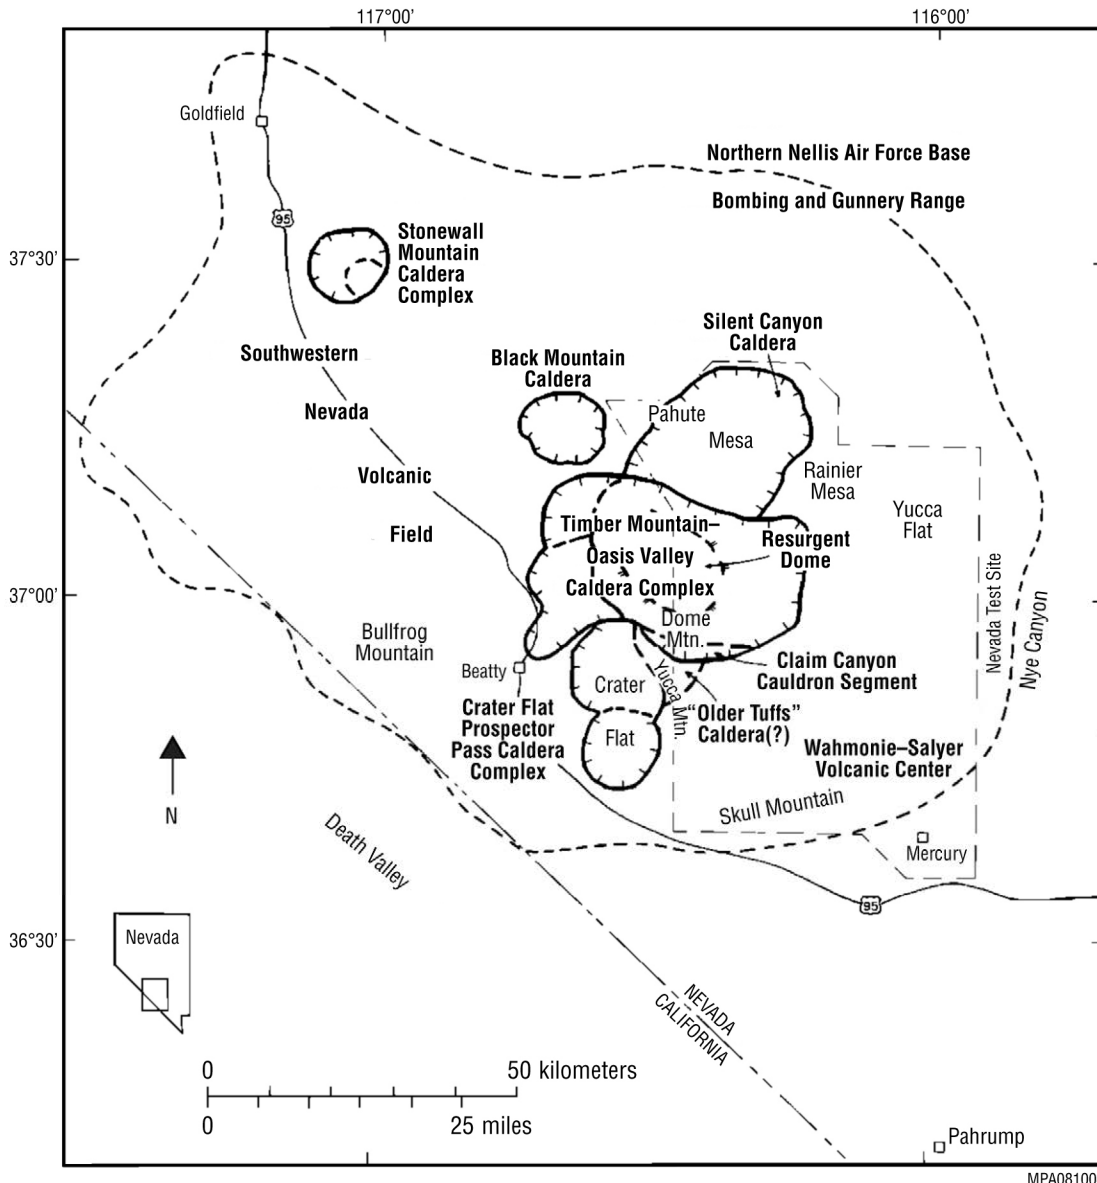 117°00'
116°00'
Goldfield
Northern Nellis Air Force Base
Bombing and Gunnery Range
95
Stonewall
Mountain
Caldera
Complex
37°30'
Silent Canyon
Caldera
Southwestern
Black Mountain
Caldera
Nevada
Pahute
Mesa
Rainier
Mesa
Volcanic
Yucca
Flat
Field
Timber Mountain–
Oasis Valley
Caldera Complex
Resurgent
Dome
37°00'
Nevada Test Site
Nye Canyon
Bullfrog
Mountain
Dome
Mtn.
Beatty
Claim Canyon
Cauldron Segment
Crater
Flat
Yucca Mtn.
"Older Tuffs"
Caldera(?)
Crater Flat
Prospector
Pass Caldera
Complex
Wahmonie–Salyer
Volcanic Center
Skull Mountain
N
Death Valley
Mercury
95
36°30'
Nevada
NEVADA
CALIFORNIA
0
50 kilometers
0
25 miles
Pahrump
MPA08100